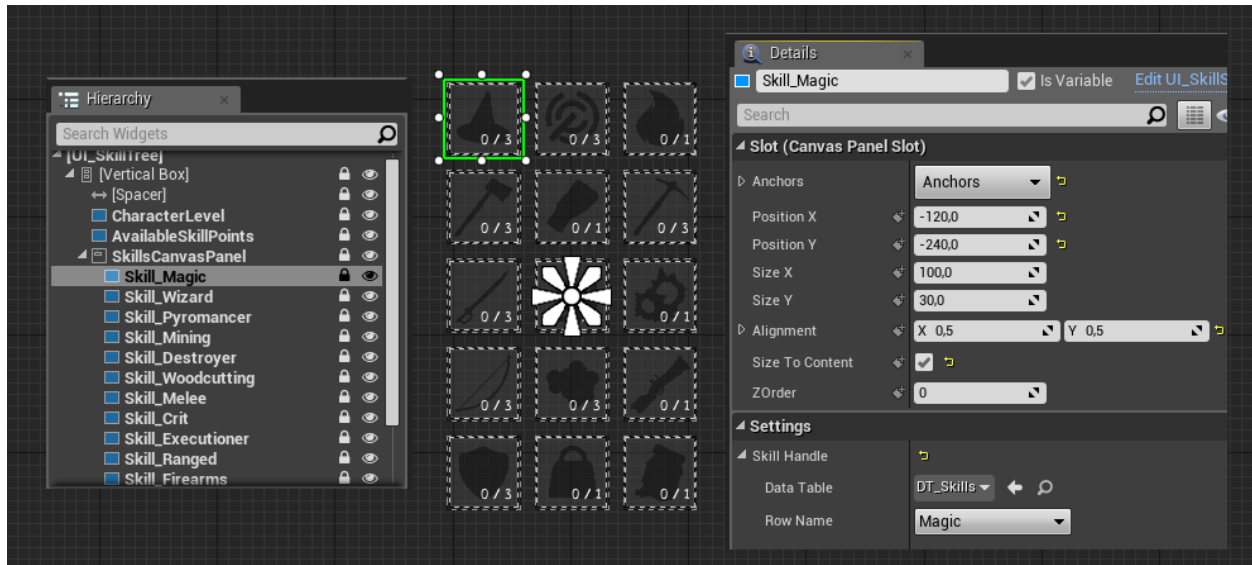 Hierarchy
Search Widgets
[UI_SkillTree]
[Vertical Box]
[Spacer]
CharacterLevel
AvailableSkillPoints
SkillsCanvasPanel
Skill_Magic
Skill_Wizard
Skill_Pyromancer
Skill_Mining
Skill_Destroyer
Skill_Woodcutting
Skill_Melee
Skill_Crit
Skill_Executioner
Skill_Ranged
Skill_Firearms
0/3 0/3 0/1
0/3 0/1 0/3
0/3 0/1
0/3 0/3 0/1
0/3 0/1 0/1
Details
Skill_Magic Is Variable Edit UI_SkillS
Search
Slot (Canvas Panel Slot)
Anchors Anchors
Position X -120,0
Position Y -240,0
Size X 100,0
Size Y 30,0
Alignment X 0,5 Y 0,5
Size To Content
ZOrder 0
Settings
Skill Handle
Data Table DT_Skills
Row Name Magic